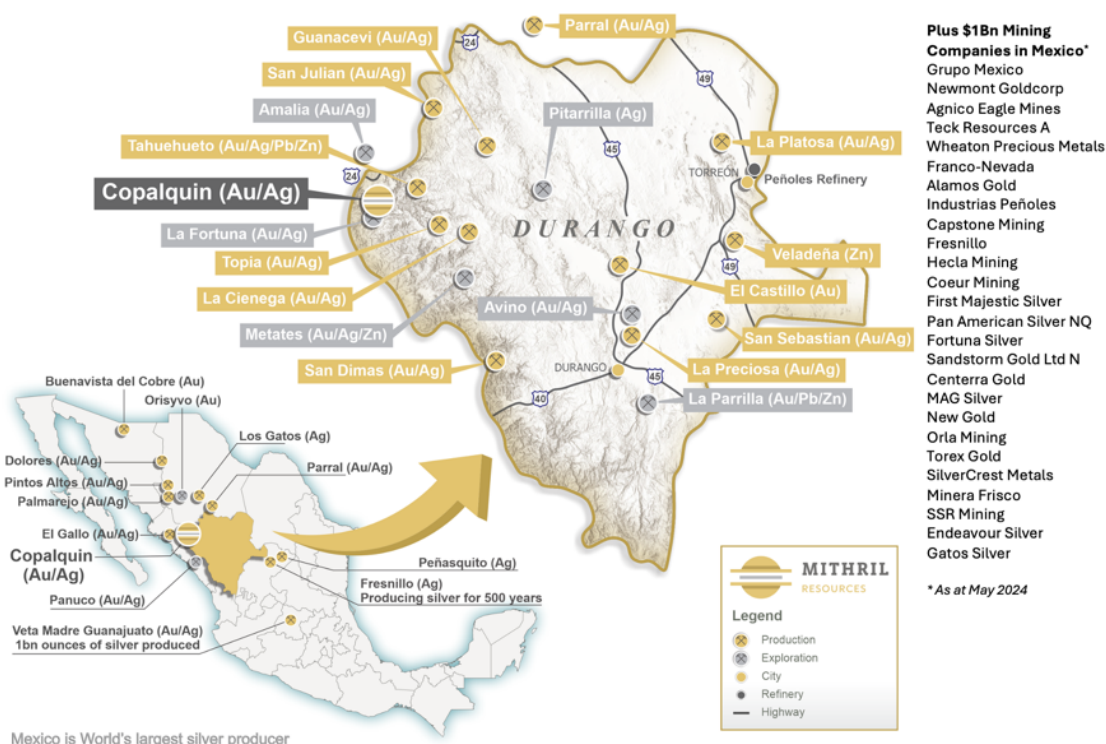 Parral (Au/Ag)
Guanacevi (Au/Ag)
24
San Julian (Au/Ag)
49
Amalia (Au/Ag)
Pitarrilla (Ag)
Tahuehueto (Au/Ag/Pb/Zn)
45
La Platosa (Au/Ag)
24
TORREÓN
Peñoles Refinery
Copalquin (Au/Ag)
La Fortuna (Au/Ag)
DURANGO
Topia (Au/Ag)
Veladeña (Zn)
49
La Cienega (Au/Ag)
El Castillo (Au)
Metates (Au/Ag/Zn)
Avino (Au/Ag)
San Sebastian (Au/Ag)
San Dimas (Au/Ag)
DURANGO
La Preciosa (Au/Ag)
45
40
La Parrilla (Au/Pb/Zn)
Plus $1Bn Mining
Companies in Mexico*
Grupo Mexico
Newmont Goldcorp
Agnico Eagle Mines
Teck Resources A
Wheaton Precious Metals
Franco-Nevada
Alamos Gold
Industrias Peñoles
Capstone Mining
Fresnillo
Hecla Mining
Coeur Mining
First Majestic Silver
Pan American Silver NQ
Fortuna Silver
Sandstorm Gold Ltd N
Centerra Gold
MAG Silver
New Gold
Orla Mining
Torex Gold
SilverCrest Metals
Minera Frisco
SSR Mining
Endeavour Silver
Gatos Silver
* As at May 2024
Buenavista del Cobre (Au)
Orisyvo (Au)
Los Gatos (Ag)
Dolores (Au/Ag)
Parral (Au/Ag)
Pintos Altos (Au/Ag)
Palmarejo (Au/Ag)
El Gallo (Au/Ag)
Copalquin
(Au/Ag)
Peñasquito (Ag)
Panuco (Au/Ag)
Fresnillo (Ag)
Producing silver for 500 years
Veta Madre Guanajuato (Au/Ag)
1bn ounces of silver produced
Mexico is World's largest silver producer
MITHRIL
RESOURCES
Legend
Production
Exploration
City
Refinery
Highway